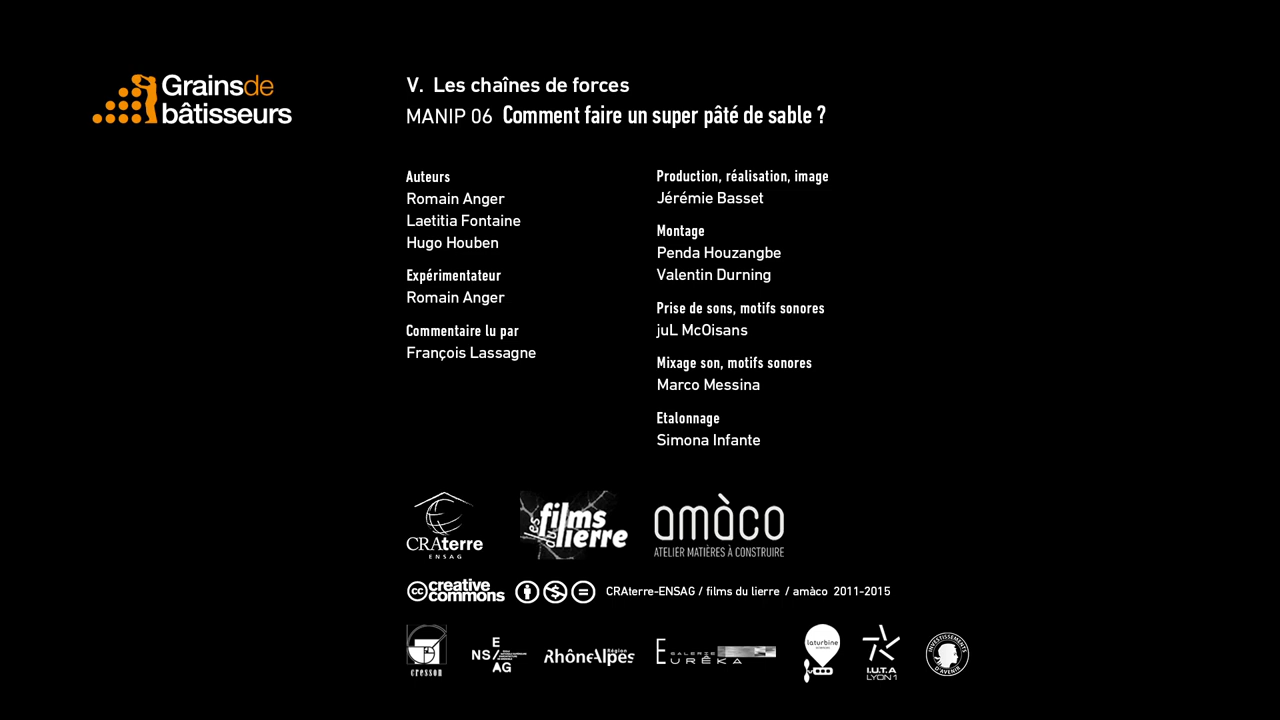 Grainsde
bâtisseurs
V. Les chaînes de forces
MANIP 06 Comment faire un super pâté de sable ?
Auteurs
Romain Anger
Laetitia Fontaine
Hugo Houben
Expérimentateur
Romain Anger
Commentaire lu par
François Lassagne
Production, réalisation, image
Jérémie Basset
Montage
Penda Houzangbe
Valentin Durning
Prise de sons, motifs sonores
juL McOisans
Mixage son, motifs sonores
Marco Messina
Etalonnage
Simona Infante
CRAterre
ENSAG
les films
du lierre
amàco
ATELIER MATIÈRES À CONSTRUIRE
cc creative
commons
CRAterre-ENSAG / films du lierre / amàco 2011-2015
cresson
E
NS/
AG
RhôneAlpes Région
GALERIE
EURÊKA
laturbine
I.U.T.A
LYON 1
INVESTISSEMENTS
D'AVENIR